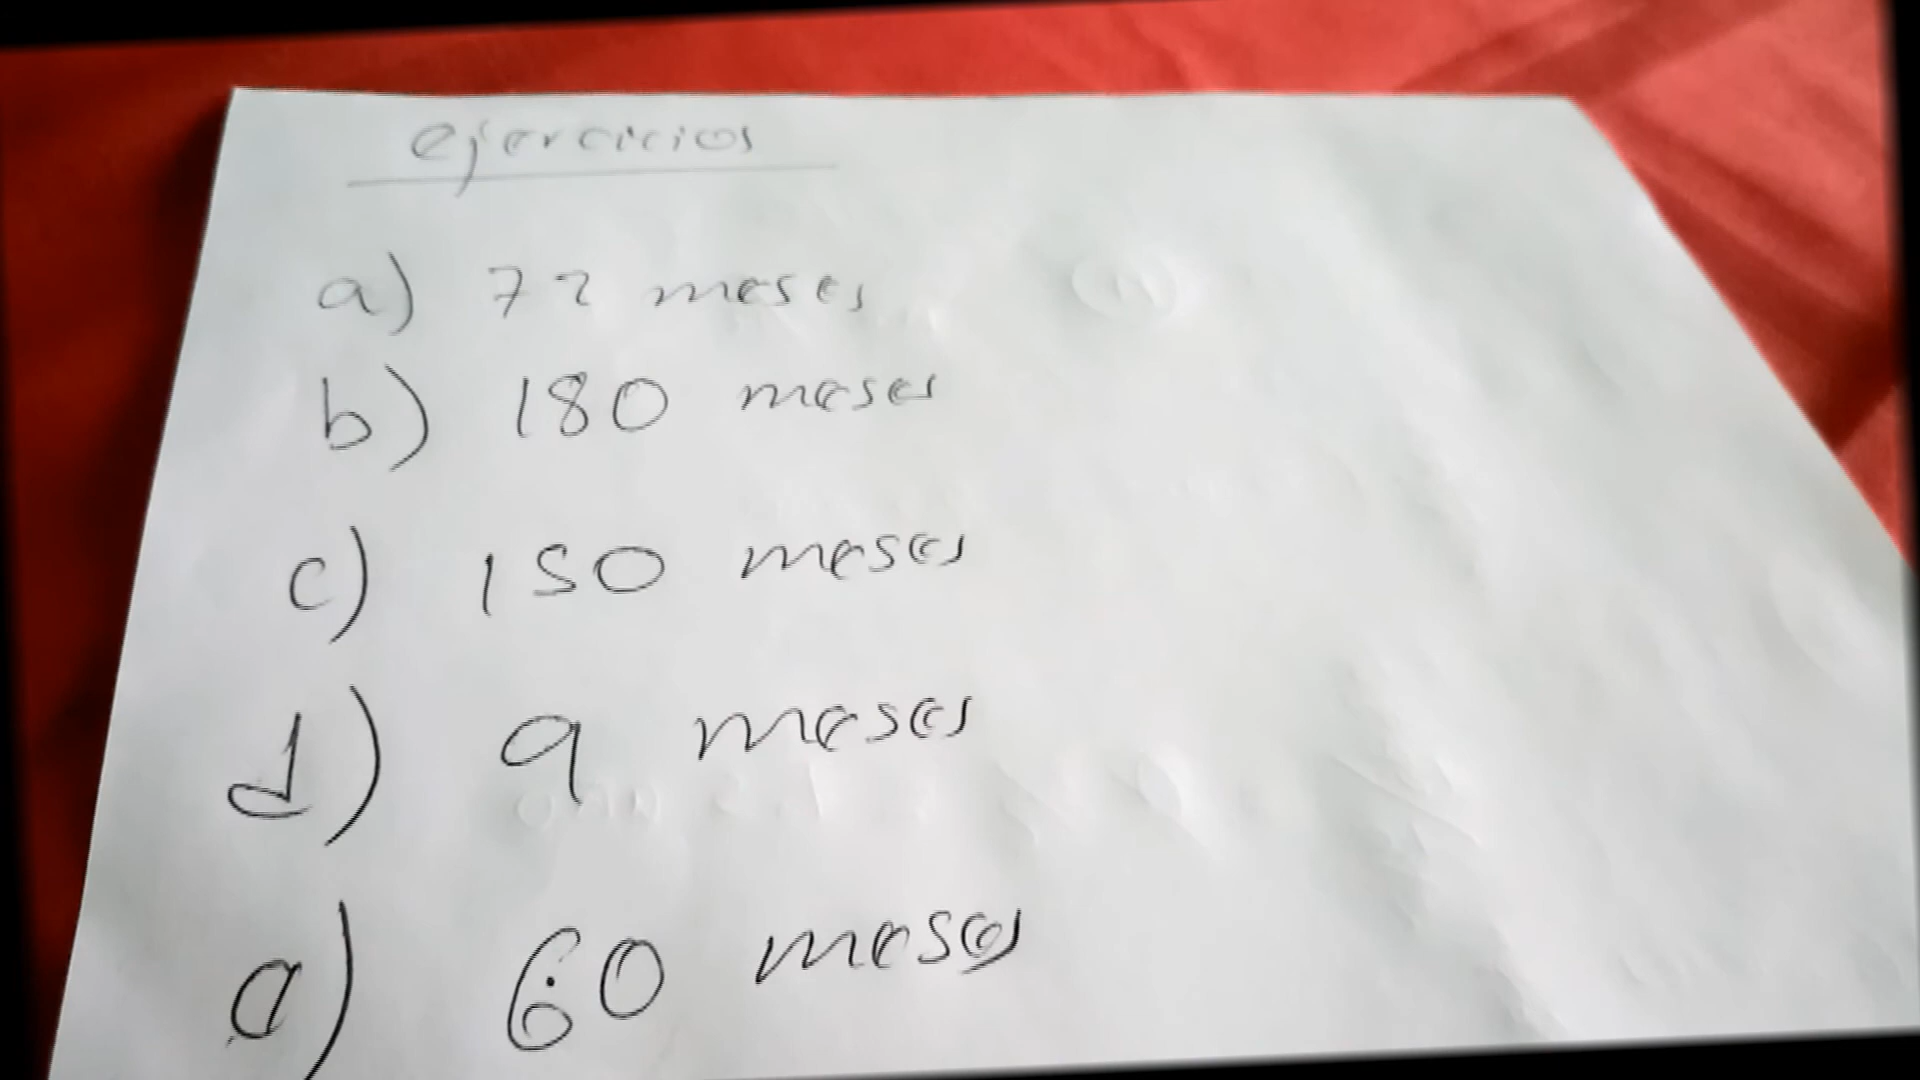 ejercicios
a) 72 meses
b) 180 meses
c) 150 meses
d) 9 meses
a) 60 meses